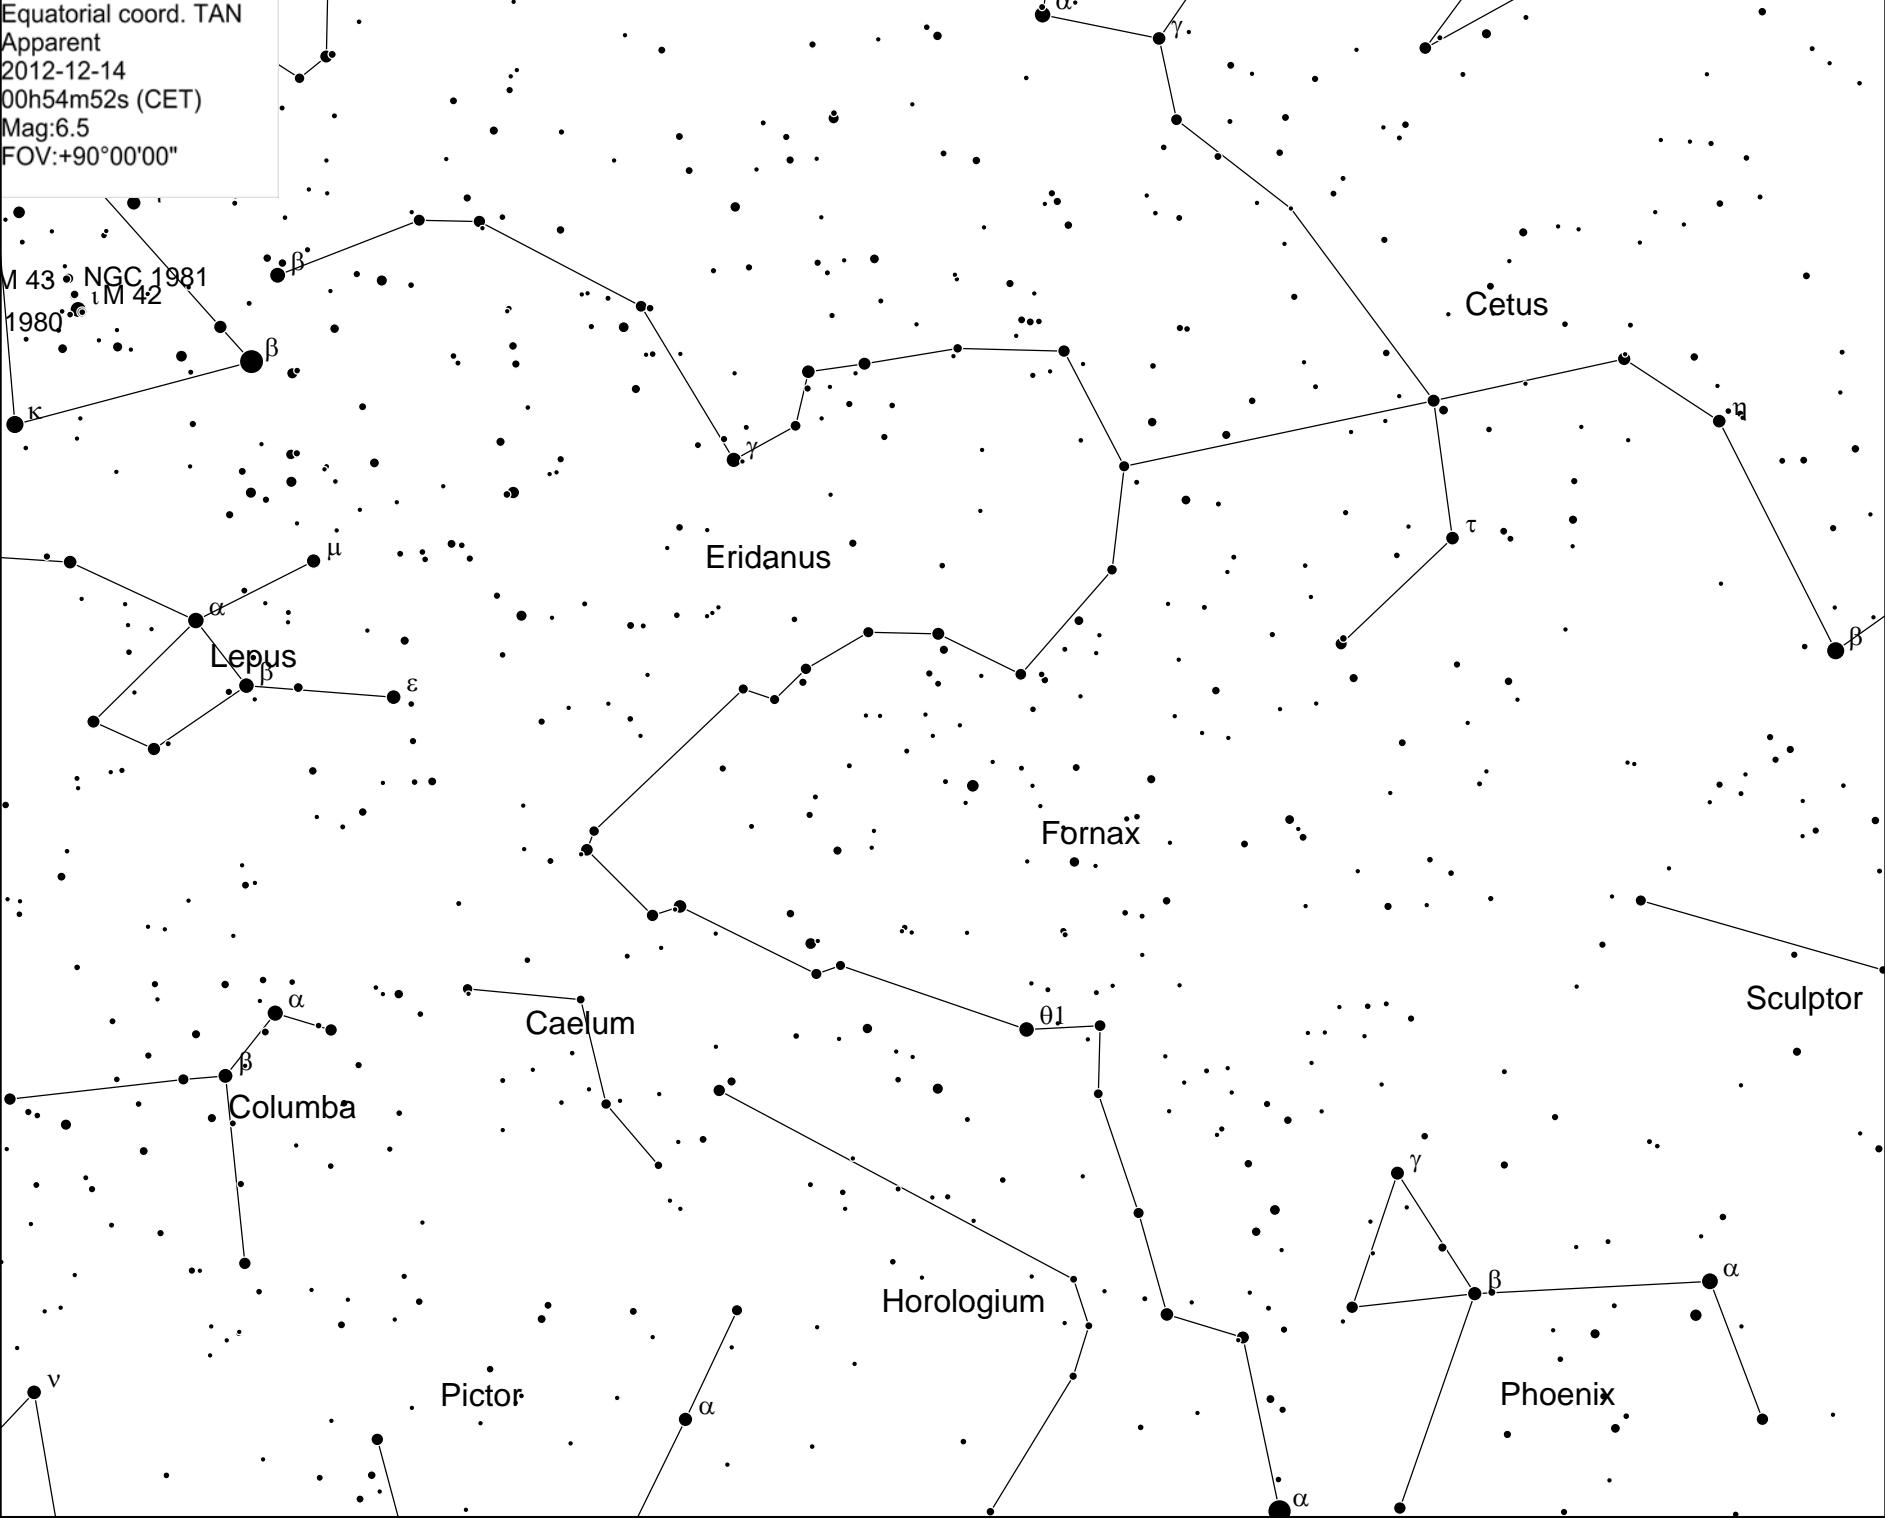 Equatorial coord. TAN
Apparent
2012-12-14
00h54m52s (CET)
Mag:6.5
FOV:+90°00'00"
α
γ
β
M 43
NGC 1981
ι
M 42
1980
Cetus
β
κ
η
γ
τ
Eridanus
μ
α
Lepus
β
ε
β
Fornax
Sculptor
α
Caelum
θ1
β
Columba
γ
α
β
Horologium
ν
Pictor
α
Phoenix
α